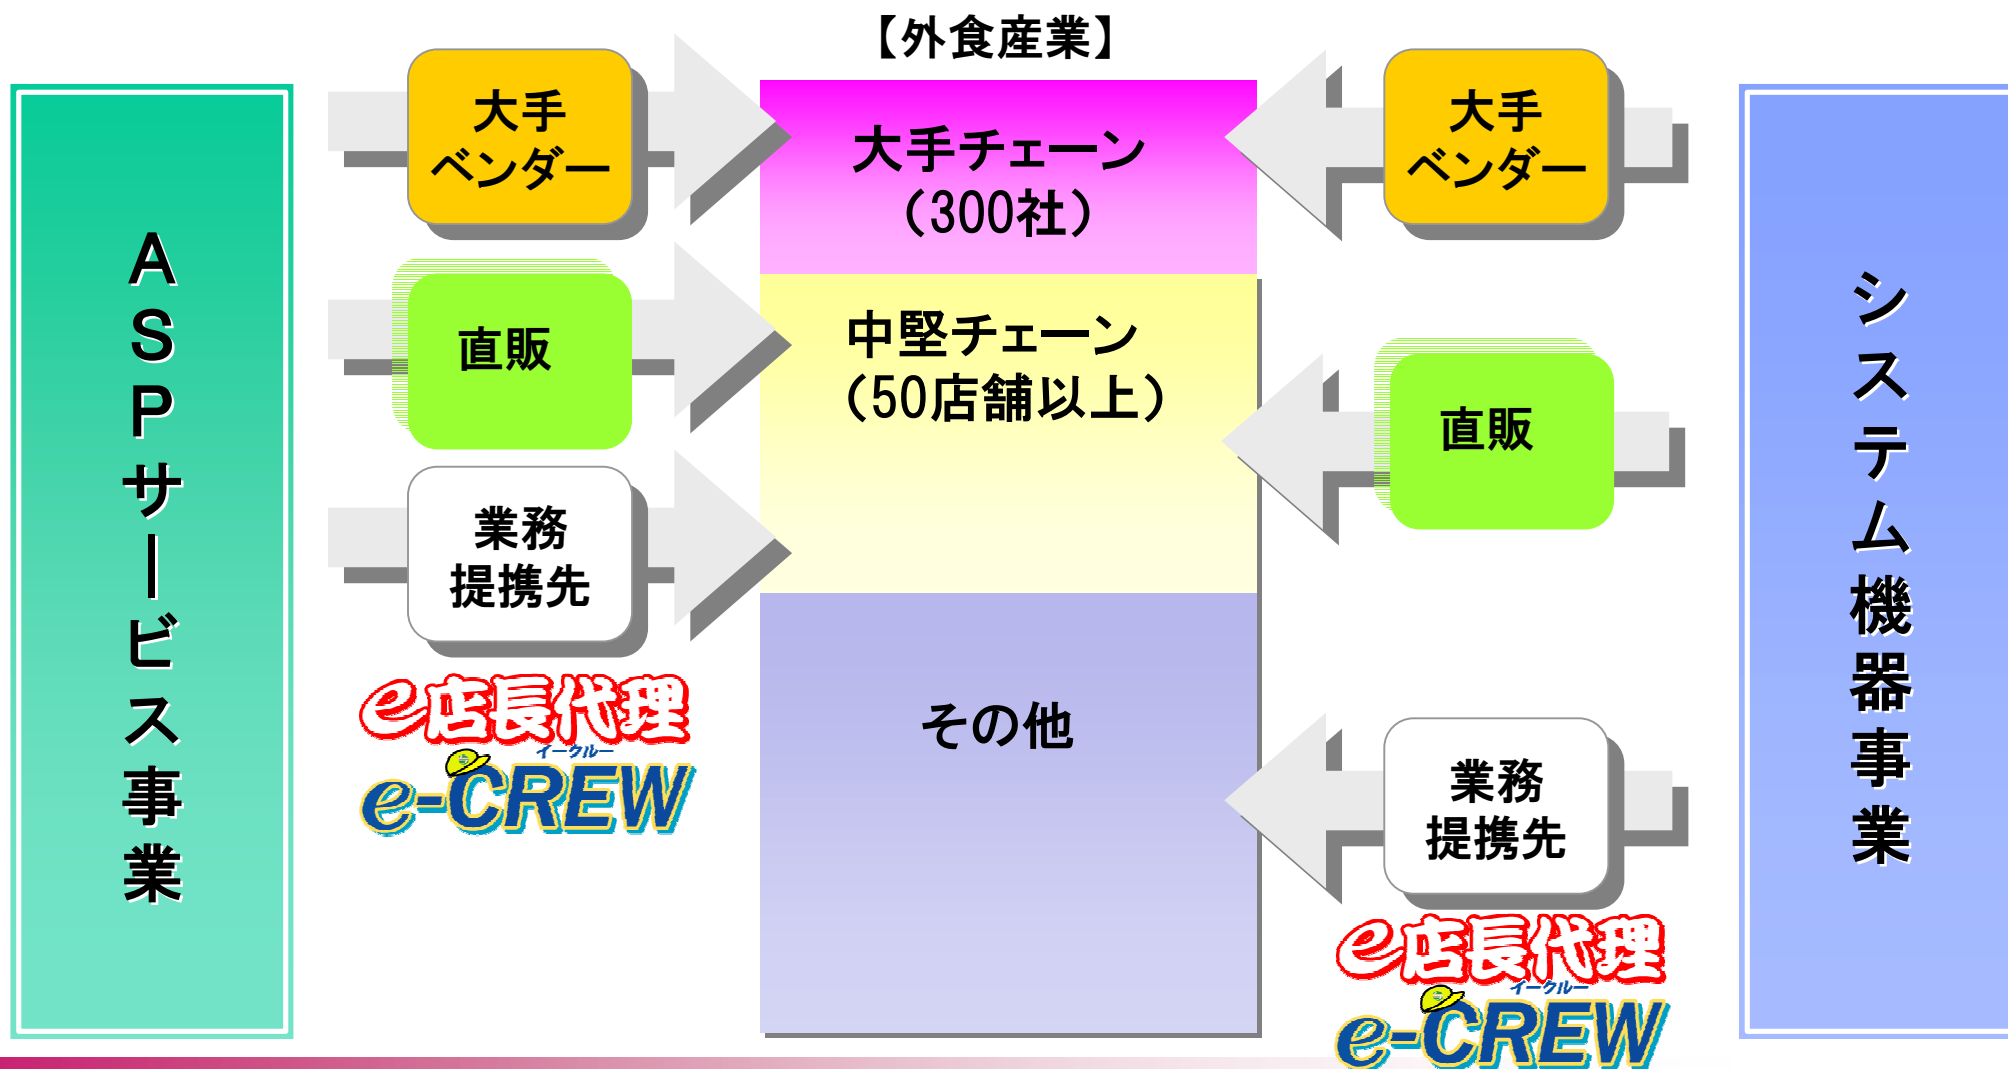 【外食産業】
ASPサービス事業
大手
ベンダー
直販
業務
提携先
e店長代理
イークルー
e-CREW
大手チェーン
（300社）
中堅チェーン
（50店舗以上）
その他
大手
ベンダー
直販
業務
提携先
e店長代理
イークルー
e-CREW
システム機器事業